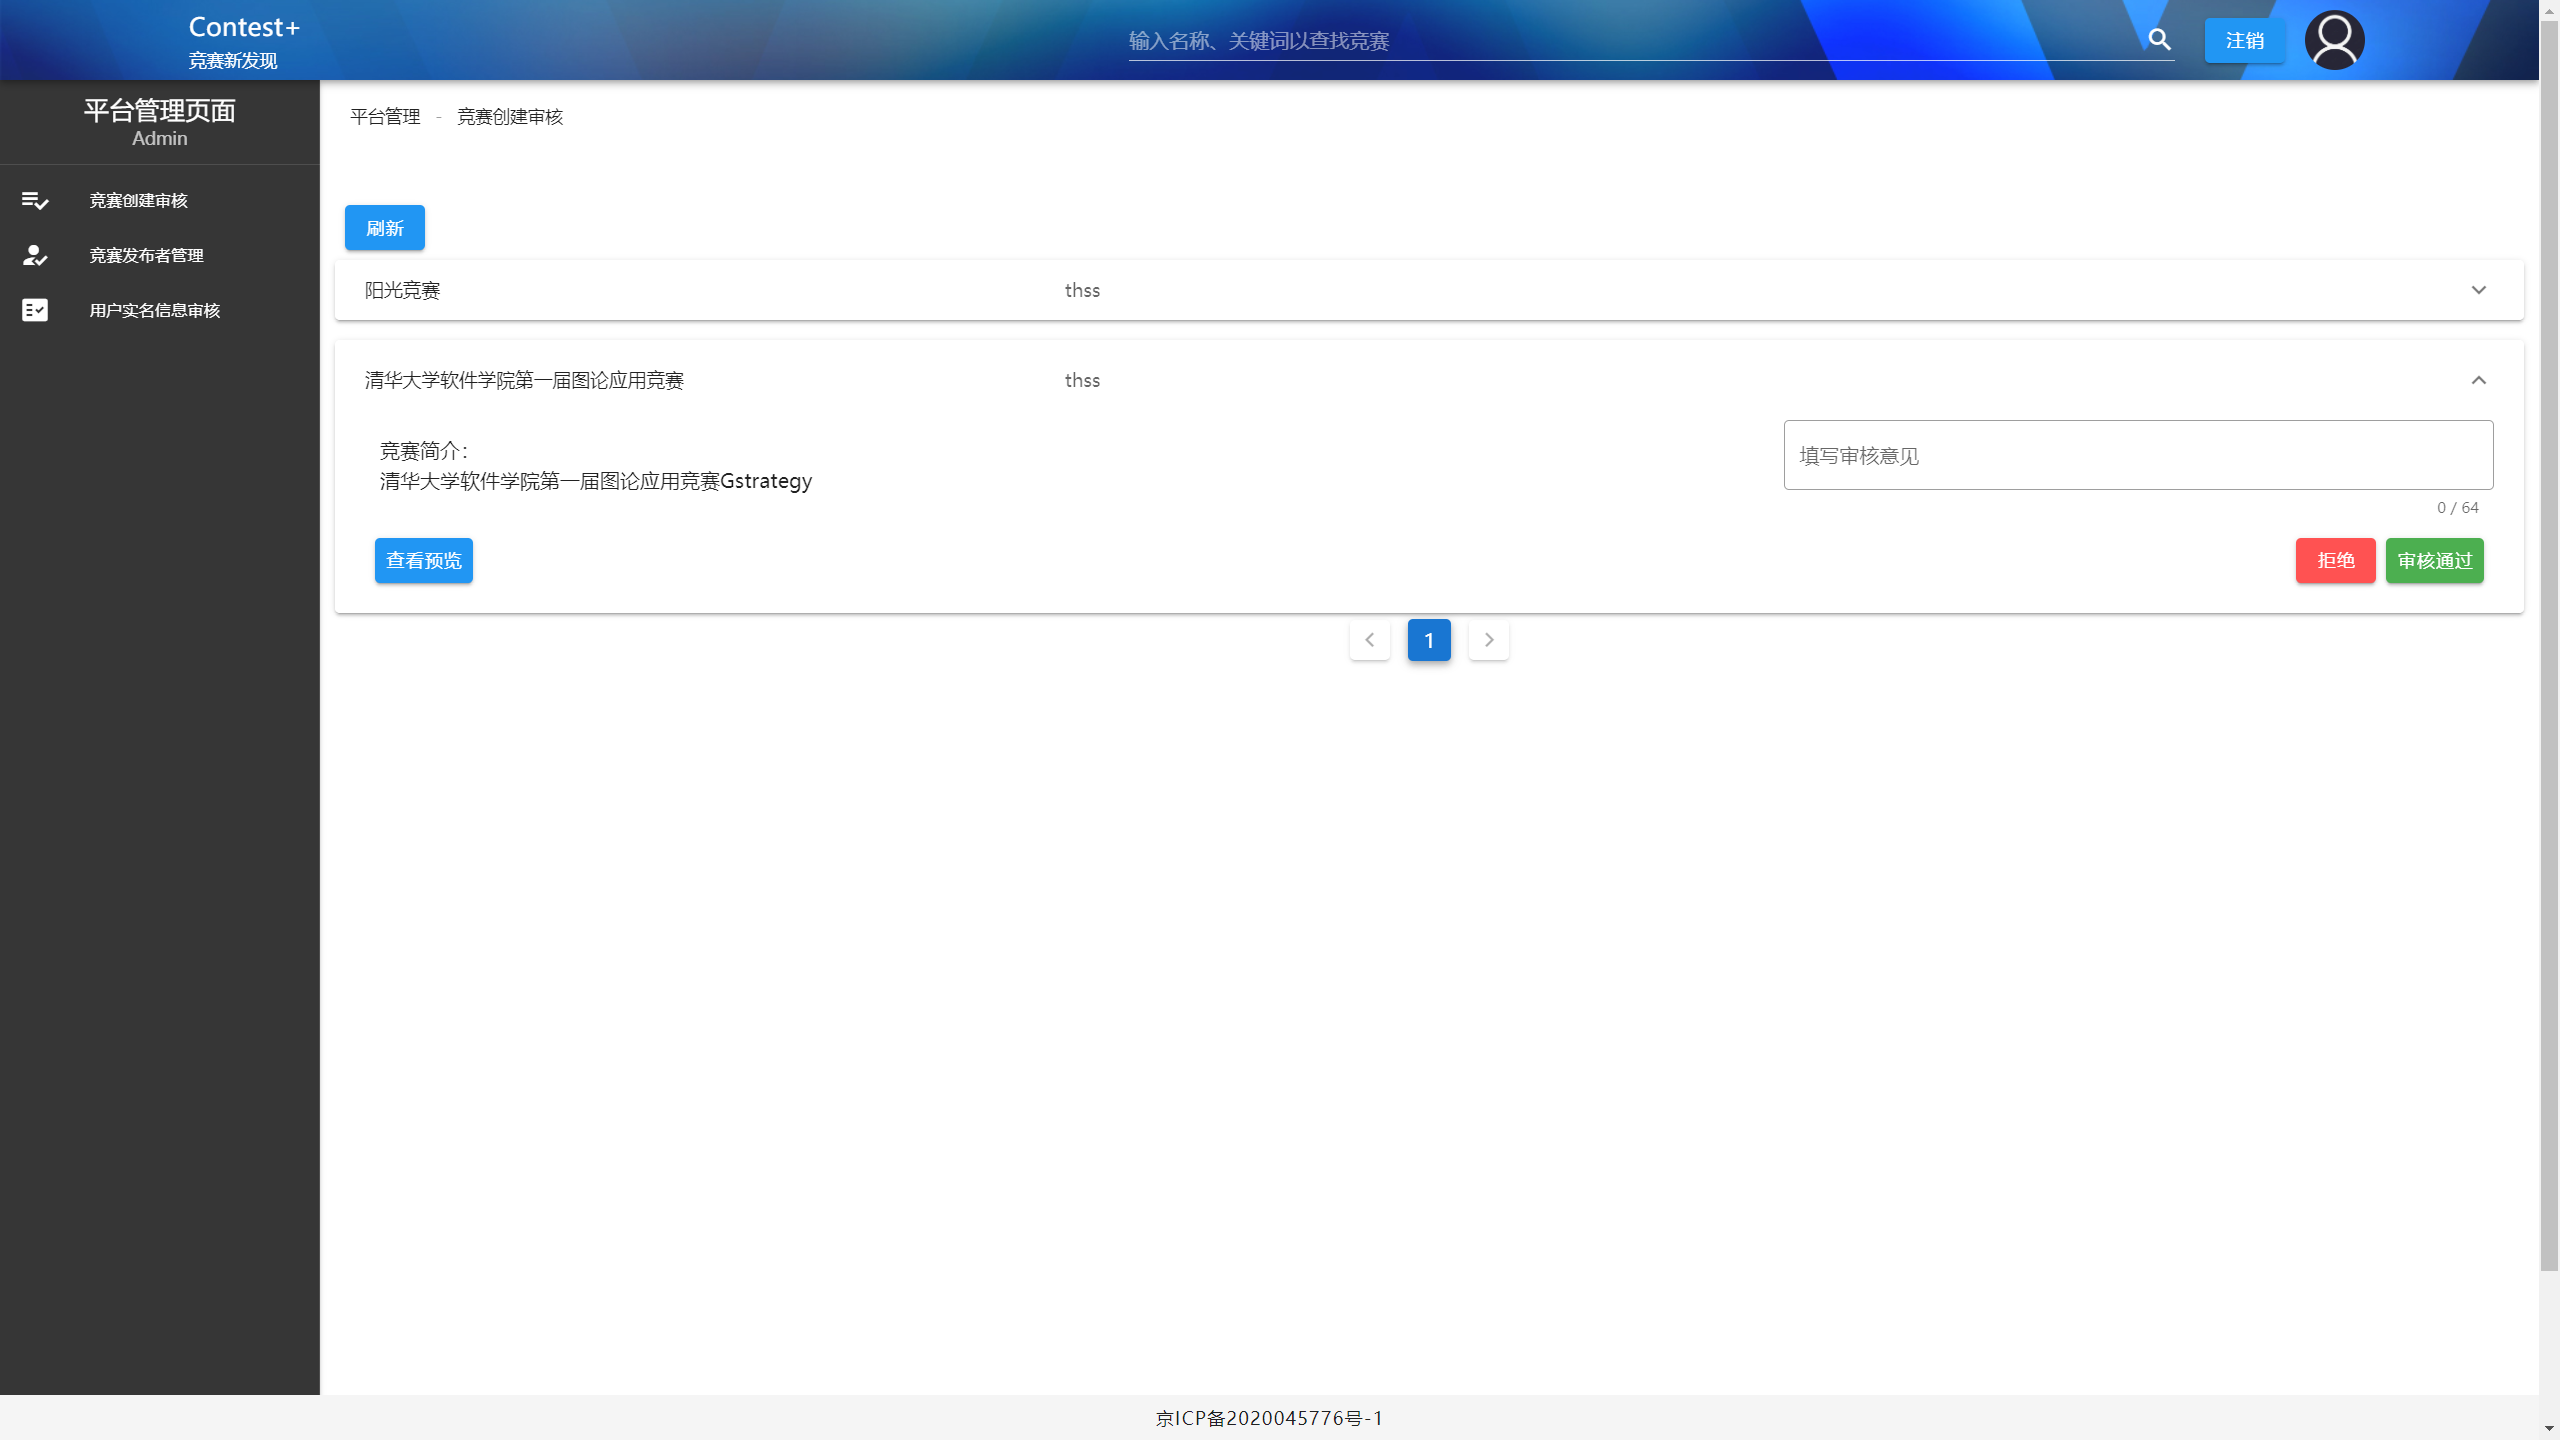 Contest+
竞赛新发现
输入名称、关键词以查找竞赛
注销
平台管理页面
Admin
竞赛创建审核
竞赛发布者管理
用户实名信息审核
平台管理 - 竞赛创建审核
刷新
阳光竞赛 thss
清华大学软件学院第一届图论应用竞赛 thss
竞赛简介：
清华大学软件学院第一届图论应用竞赛Gstrategy
填写审核意见
0 / 64
查看预览
拒绝
审核通过
1
京ICP备2020045776号-1